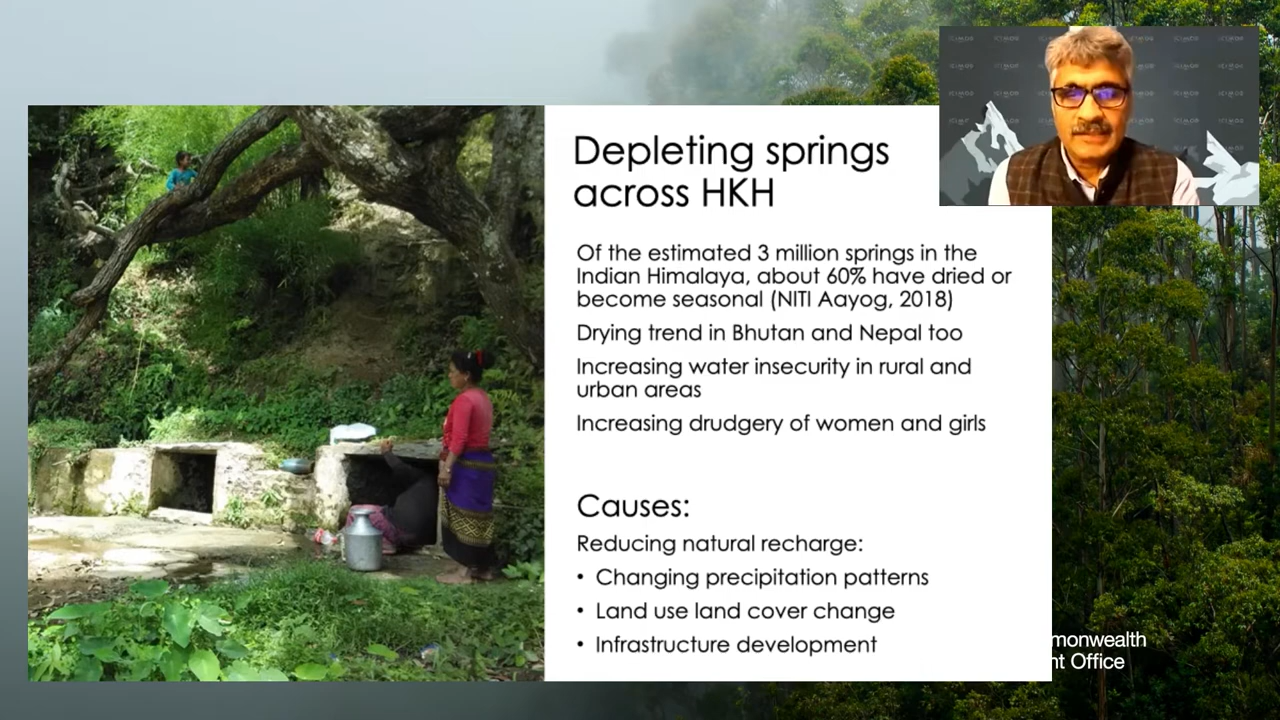 Depleting springs
across HKH
Of the estimated 3 million springs in the
Indian Himalaya, about 60% have dried or
become seasonal (NITI Aayog, 2018)
Drying trend in Bhutan and Nepal too
Increasing water insecurity in rural and
urban areas
Increasing drudgery of women and girls
Causes:
Reducing natural recharge:
• Changing precipitation patterns
• Land use land cover change
• Infrastructure development
monwealth
nt Office